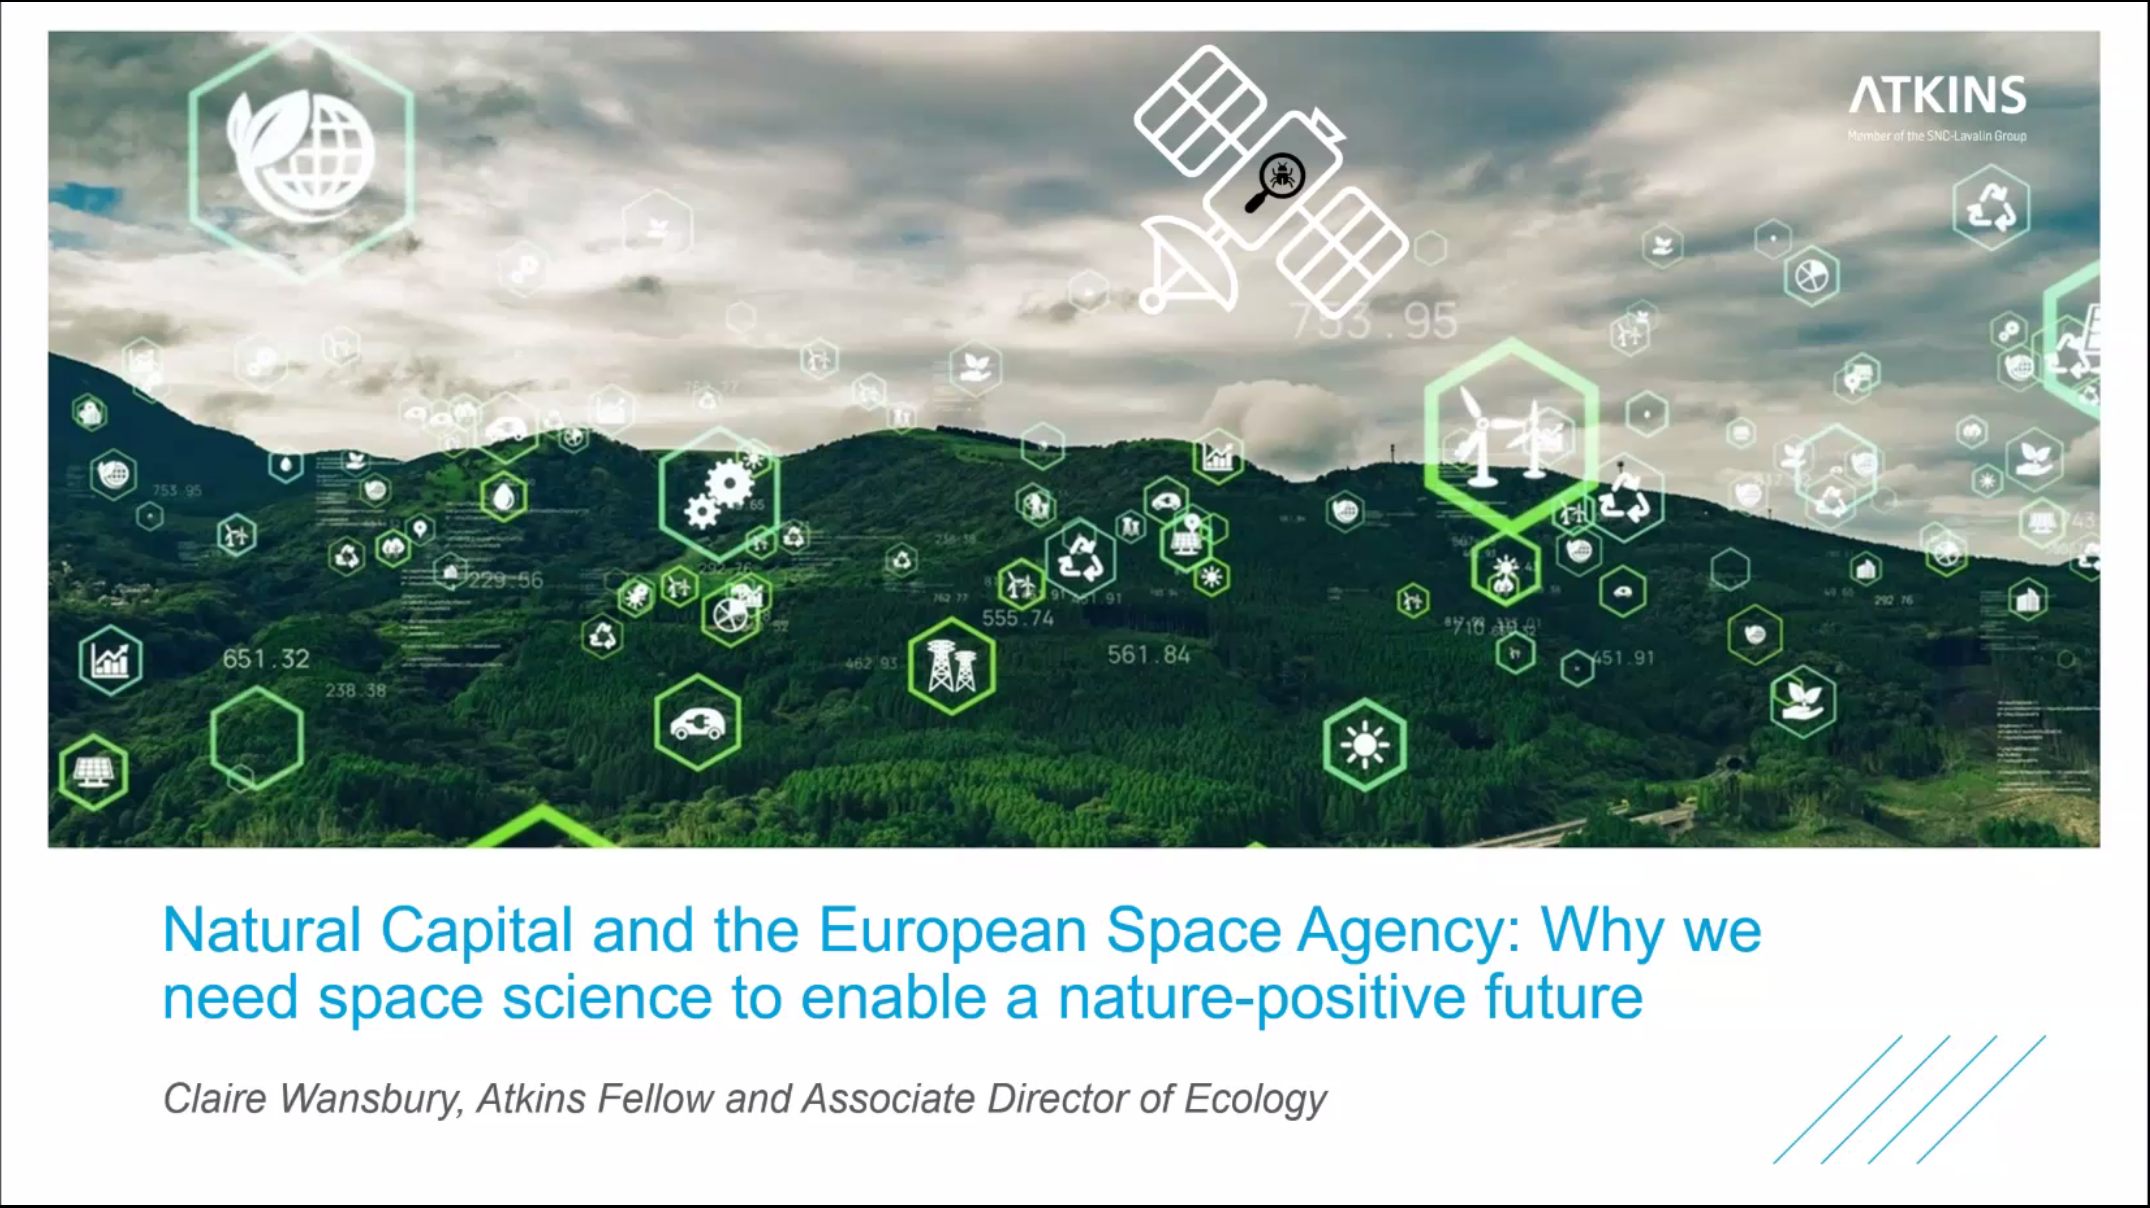 ATKINS
Member of the SNC-Lavalin Group
753.95
753.95
229.56
555.74
651.32
561.84
462.93
451.91
238.38
292.76
Natural Capital and the European Space Agency: Why we
need space science to enable a nature-positive future
Claire Wansbury, Atkins Fellow and Associate Director of Ecology